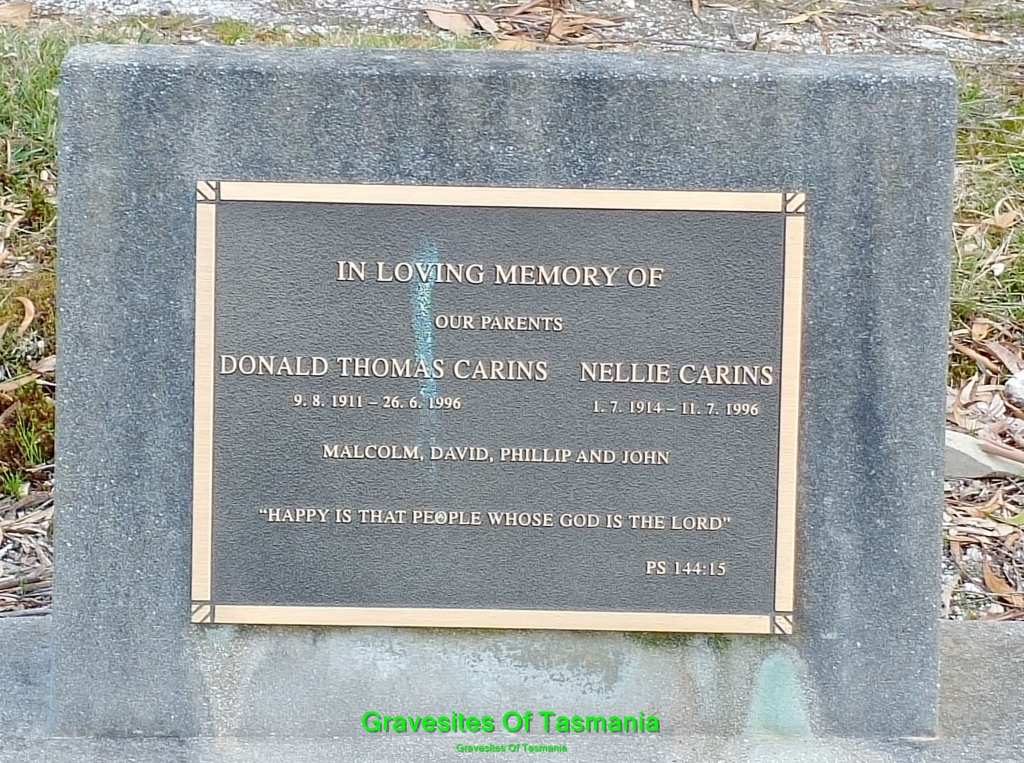 IN LOVING MEMORY OF
OUR PARENTS
DONALD THOMAS CARINS NELLIE CARINS
9. 8. 1911 – 26. 6. 1996 1. 7. 1914 – 11. 7. 1996
MALCOLM, DAVID, PHILLIP AND JOHN
“HAPPY IS THAT PEOPLE WHOSE GOD IS THE LORD”
PS 144:15
Gravesites Of Tasmania
Gravesites Of Tasmania